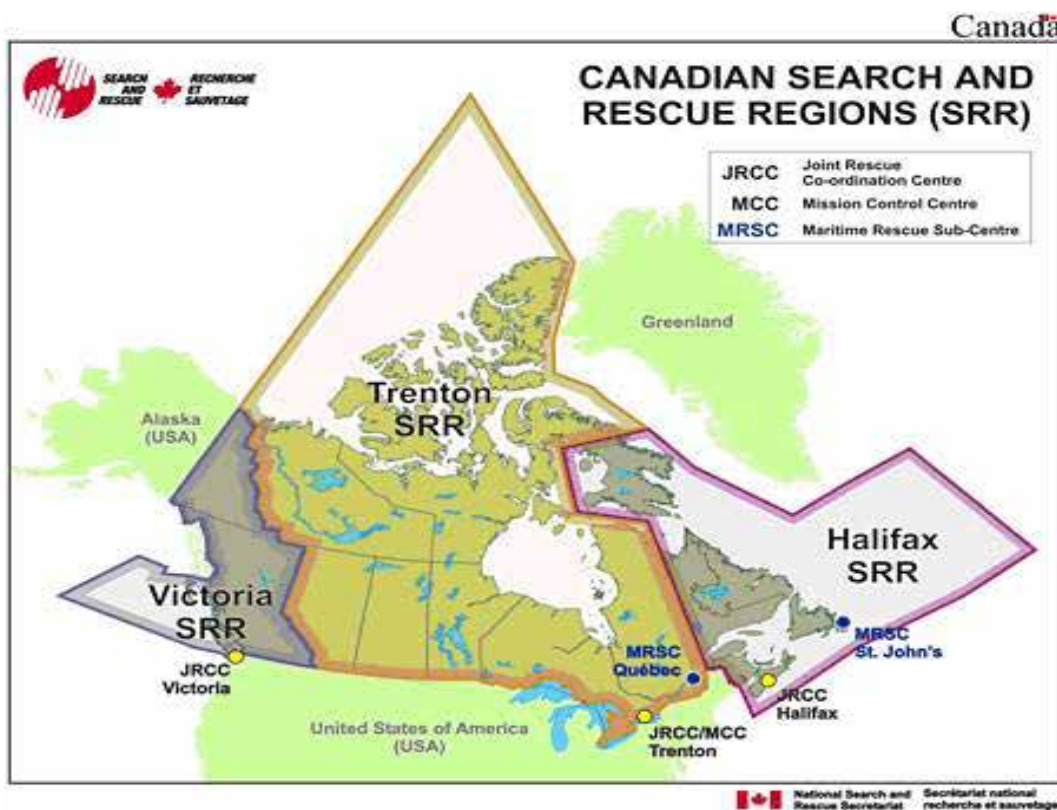 Canada
SEARCH
AND
RESCUE
RECHERCHE
ET
SAUVETAGE
CANADIAN SEARCH AND
RESCUE REGIONS (SRR)
JRCC Joint Rescue
Co-ordination Centre
MCC Mission Control Centre
MRSC Maritime Rescue Sub-Centre
Greenland
Trenton
SRR
Alaska
(USA)
Halifax
SRR
Victoria
SRR
MRSC
St. John's
MRSC
Québec
JRCC
Victoria
JRCC
Halifax
United States of America
(USA)
JRCC/MCC
Trenton
National Search and
Rescue Secretariat
Secrétariat national
recherche et sauvetage